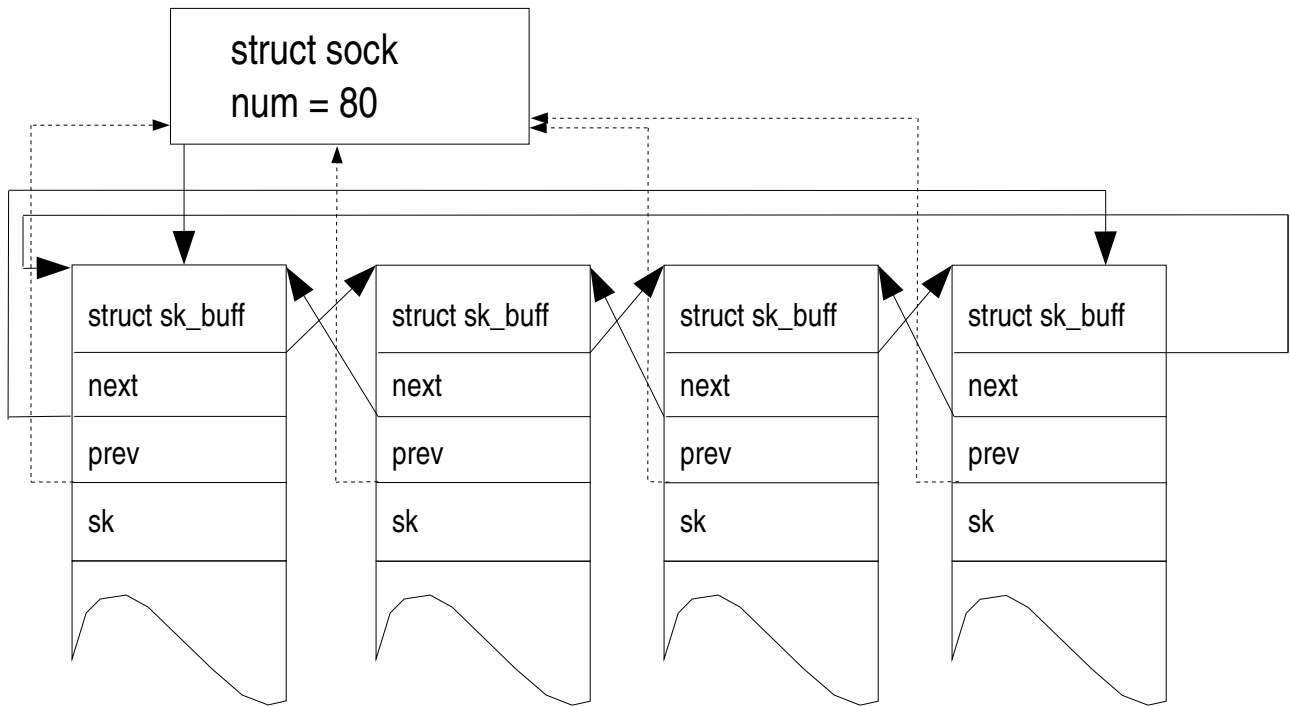 struct sock
num = 80
struct sk_buff
next
prev
sk
struct sk_buff
next
prev
sk
struct sk_buff
next
prev
sk
struct sk_buff
next
prev
sk